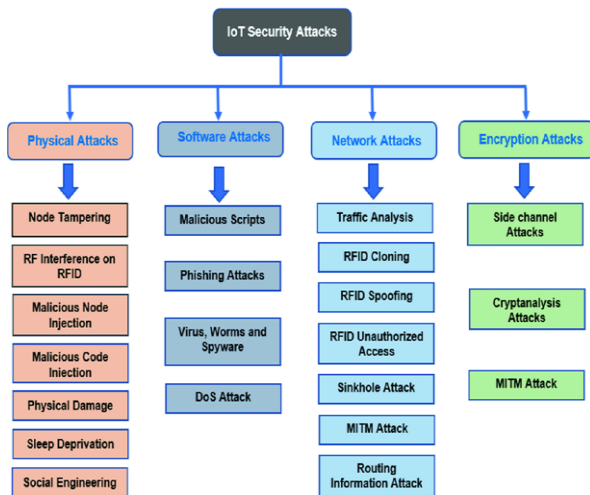 IoT Security Attacks
Physical Attacks
Software Attacks
Network Attacks
Encryption Attacks
Node Tampering
RF Interference on
RFID
Malicious Node
Injection
Malicious Code
Injection
Physical Damage
Sleep Deprivation
Social Engineering
Malicious Scripts
Phishing Attacks
Virus, Worms and
Spyware
DoS Attack
Traffic Analysis
RFID Cloning
RFID Spoofing
RFID Unauthorized
Access
Sinkhole Attack
MITM Attack
Routing
Information Attack
Side channel
Attacks
Cryptanalysis
Attacks
MITM Attack